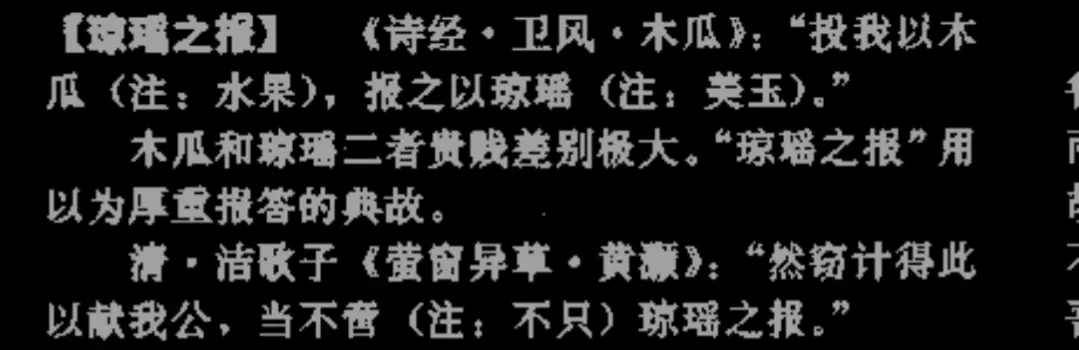 【琼瑶之报】 《诗经·卫风·木瓜》：“投我以木
瓜（注：水果），报之以琼瑶（注：美玉）。”
木瓜和琼瑶二者贵贱差别极大。“琼瑶之报”用
以为厚重报答的典故。
清·浩歌子《萤窗异草·黄灏》：“然窃计得此
以献我公，当不啻（注：不只）琼瑶之报。”